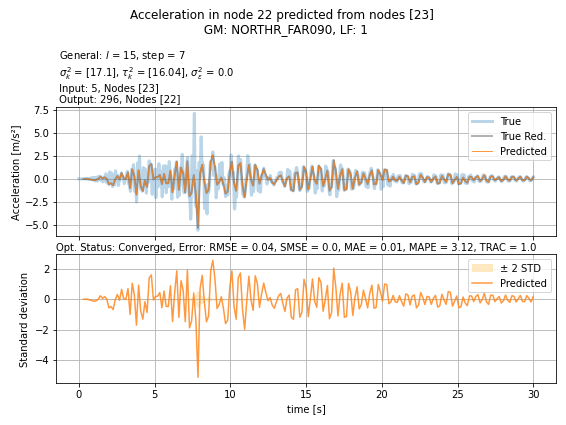 Acceleration in node 22 predicted from nodes [23]
GM: NORTHR_FAR090, LF: 1
General: l = 15, step = 7
σ²ₖ = [17.1], τ²ₖ = [16.04], σ²_ε = 0.0
Input: 5, Nodes [23]
Output: 296, Nodes [22]
7.5
5.0
2.5
0.0
−2.5
−5.0
Acceleration [m/s²]
True
True Red.
Predicted
Opt. Status: Converged, Error: RMSE = 0.04, SMSE = 0.0, MAE = 0.01, MAPE = 3.12, TRAC = 1.0
2
0
−2
−4
Standard deviation
± 2 STD
Predicted
0 5 10 15 20 25 30
time [s]